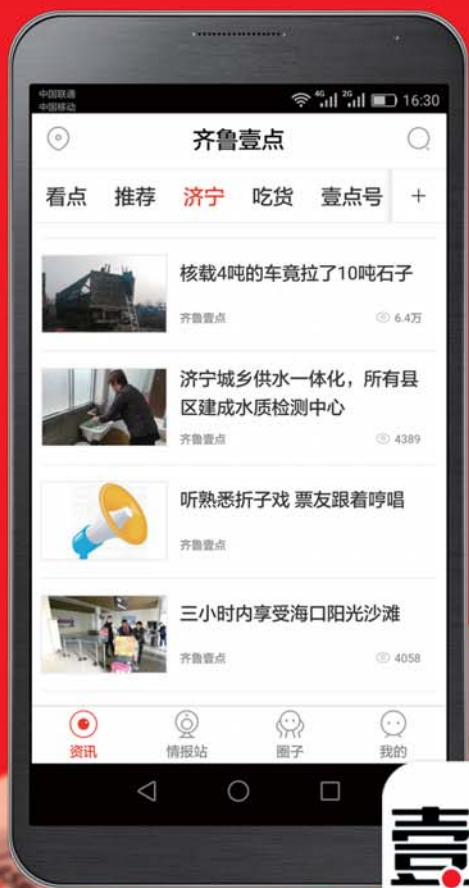 中国联通
中国移动
4G 2G 16:30
齐鲁壹点
看点 推荐 济宁 吃货 壹点号 +
核载4吨的车竟拉了10吨石子
齐鲁壹点 6.4万
济宁城乡供水一体化，所有县
区建成水质检测中心
齐鲁壹点 4389
听熟悉折子戏 票友跟着哼唱
齐鲁壹点
三小时内享受海口阳光沙滩
齐鲁壹点 4058
资讯 情报站 圈子 我的
壹